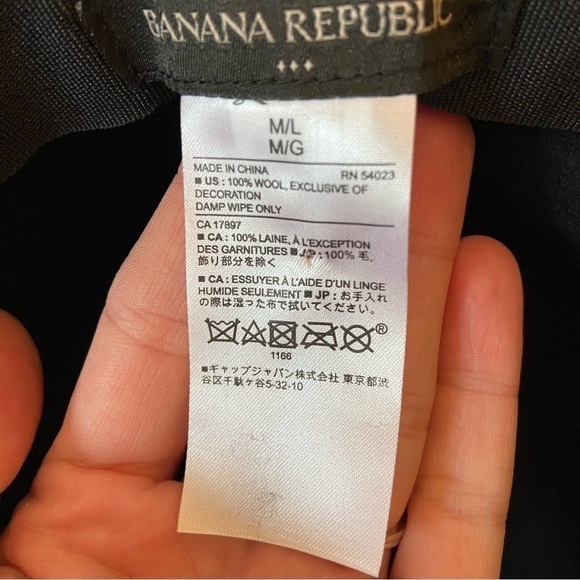 BANANA REPUBLIC
M/L
M/G
MADE IN CHINA RN 54023
■ US : 100% WOOL, EXCLUSIVE OF
DECORATION
DAMP WIPE ONLY
CA 17897
■ CA : 100% LAINE, À L'EXCEPTION
DES GARNITURES ■ JP : 100% 毛.
飾り部分を除く
■ CA : ESSUYER À L'AIDE D'UN LINGE
HUMIDE SEULEMENT ■ JP : お手入れ
の際は湿った布で拭いてください.
®
1166
■ギャップジャパン株式会社 東京都渋
谷区千駄ヶ谷5-32-10